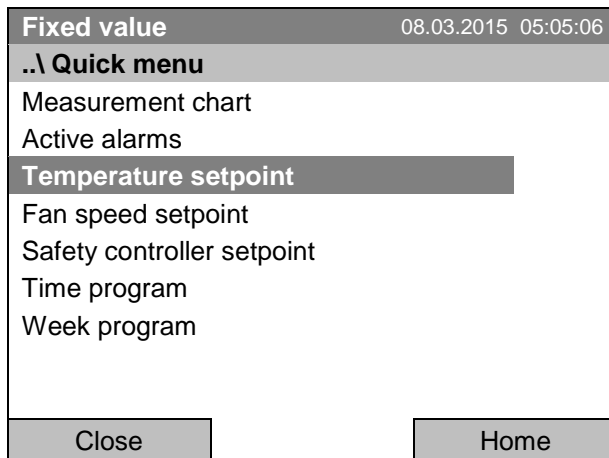 Fixed value 08.03.2015 05:05:06
..\ Quick menu
Measurement chart
Active alarms
Temperature setpoint
Fan speed setpoint
Safety controller setpoint
Time program
Week program
Close Home